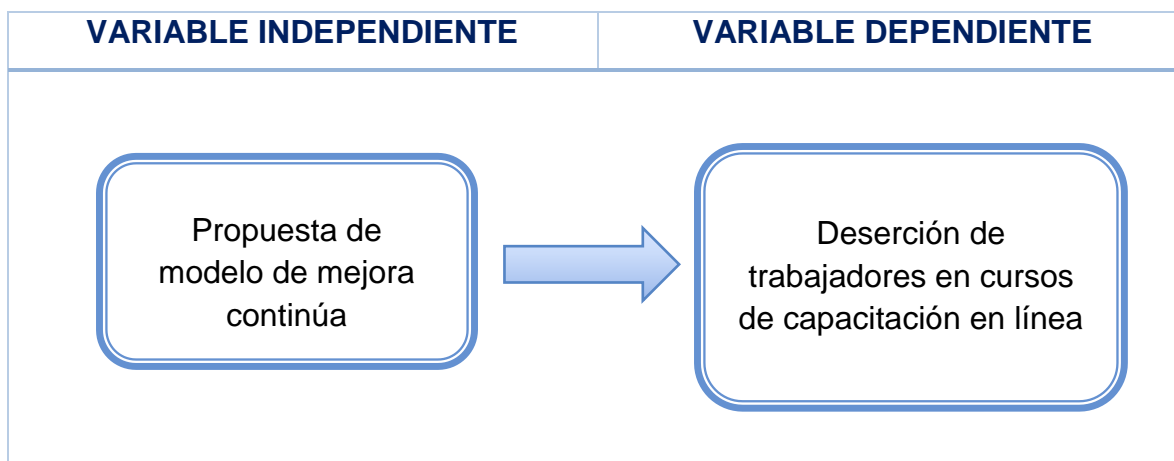 VARIABLE INDEPENDIENTE
VARIABLE DEPENDIENTE
Propuesta de
modelo de mejora
continúa
Deserción de
trabajadores en cursos
de capacitación en línea